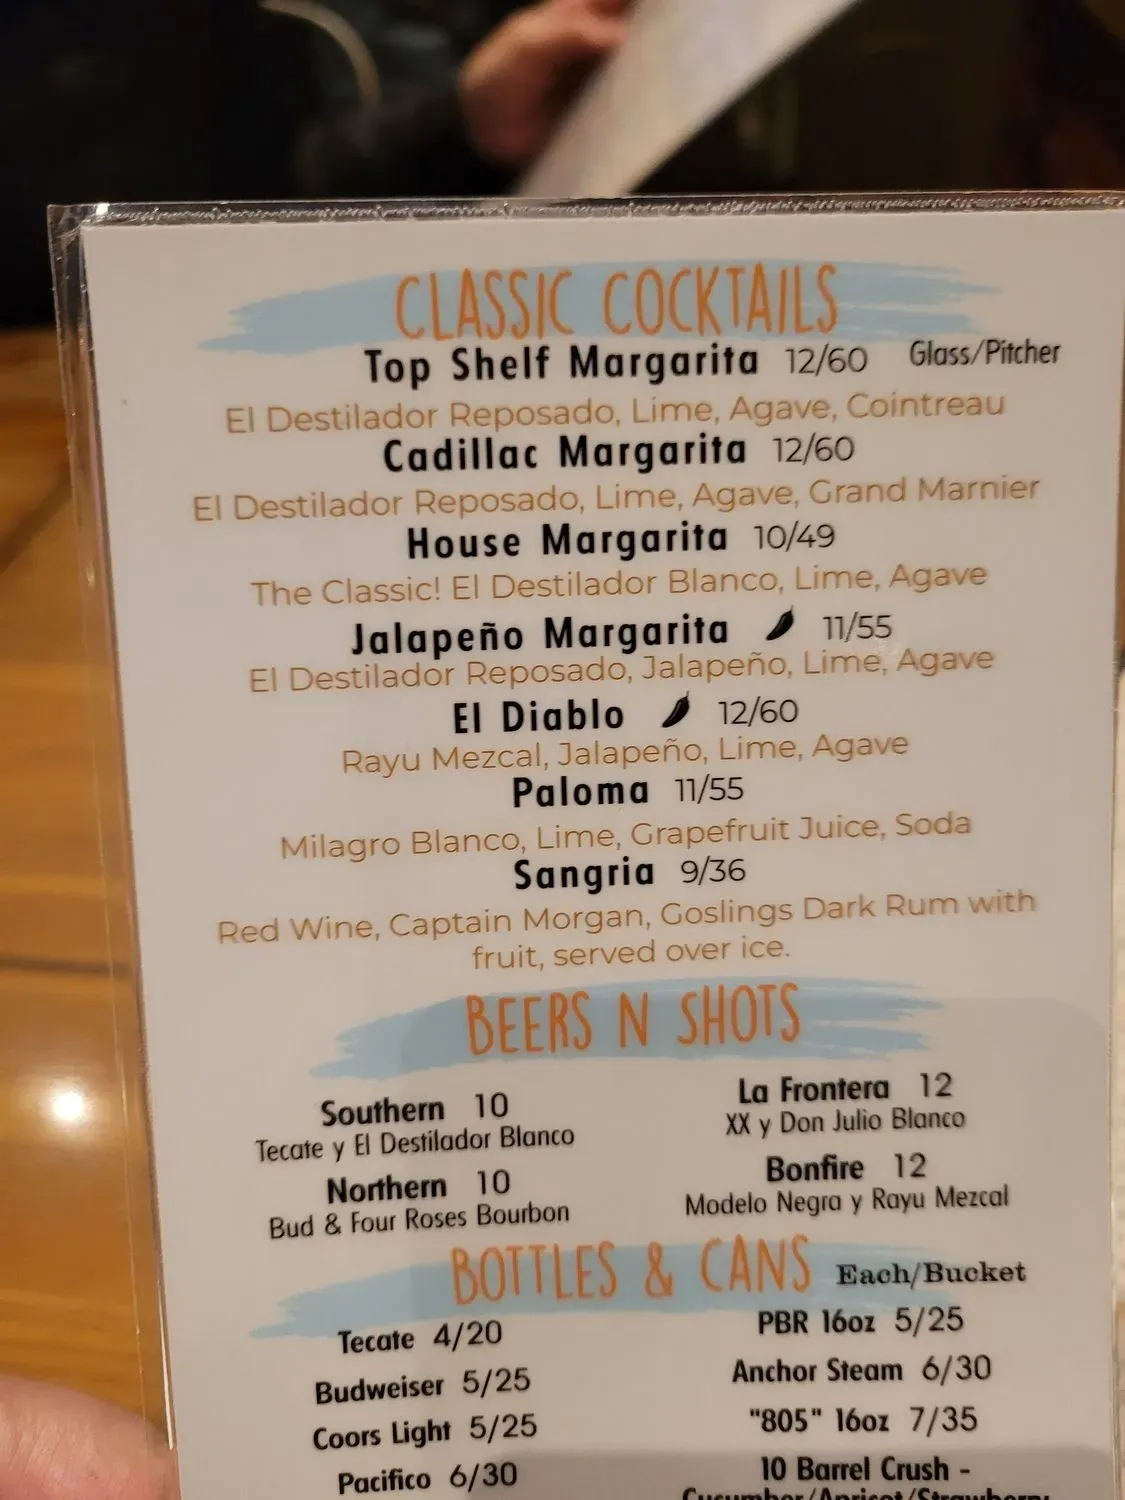 CLASSIC COCKTAILS
Top Shelf Margarita 12/60 Glass/Pitcher
El Destilador Reposado, Lime, Agave, Cointreau
Cadillac Margarita 12/60
El Destilador Reposado, Lime, Agave, Grand Marnier
House Margarita 10/49
The Classic! El Destilador Blanco, Lime, Agave
Jalapeño Margarita 11/55
El Destilador Reposado, Jalapeño, Lime, Agave
El Diablo 12/60
Rayu Mezcal, Jalapeño, Lime, Agave
Paloma 11/55
Milagro Blanco, Lime, Grapefruit Juice, Soda
Sangria 9/36
Red Wine, Captain Morgan, Goslings Dark Rum with
fruit, served over ice.
BEERS N SHOTS
Southern 10
Tecate y El Destilador Blanco
Northern 10
Bud & Four Roses Bourbon
La Frontera 12
XX y Don Julio Blanco
Bonfire 12
Modelo Negra y Rayu Mezcal
BOTTLES & CANS Each/Bucket
Tecate 4/20
Budweiser 5/25
Coors Light 5/25
Pacifico 6/30
PBR 16oz 5/25
Anchor Steam 6/30
"805" 16oz 7/35
10 Barrel Crush -
Cucumber/Apricot/Strawberry